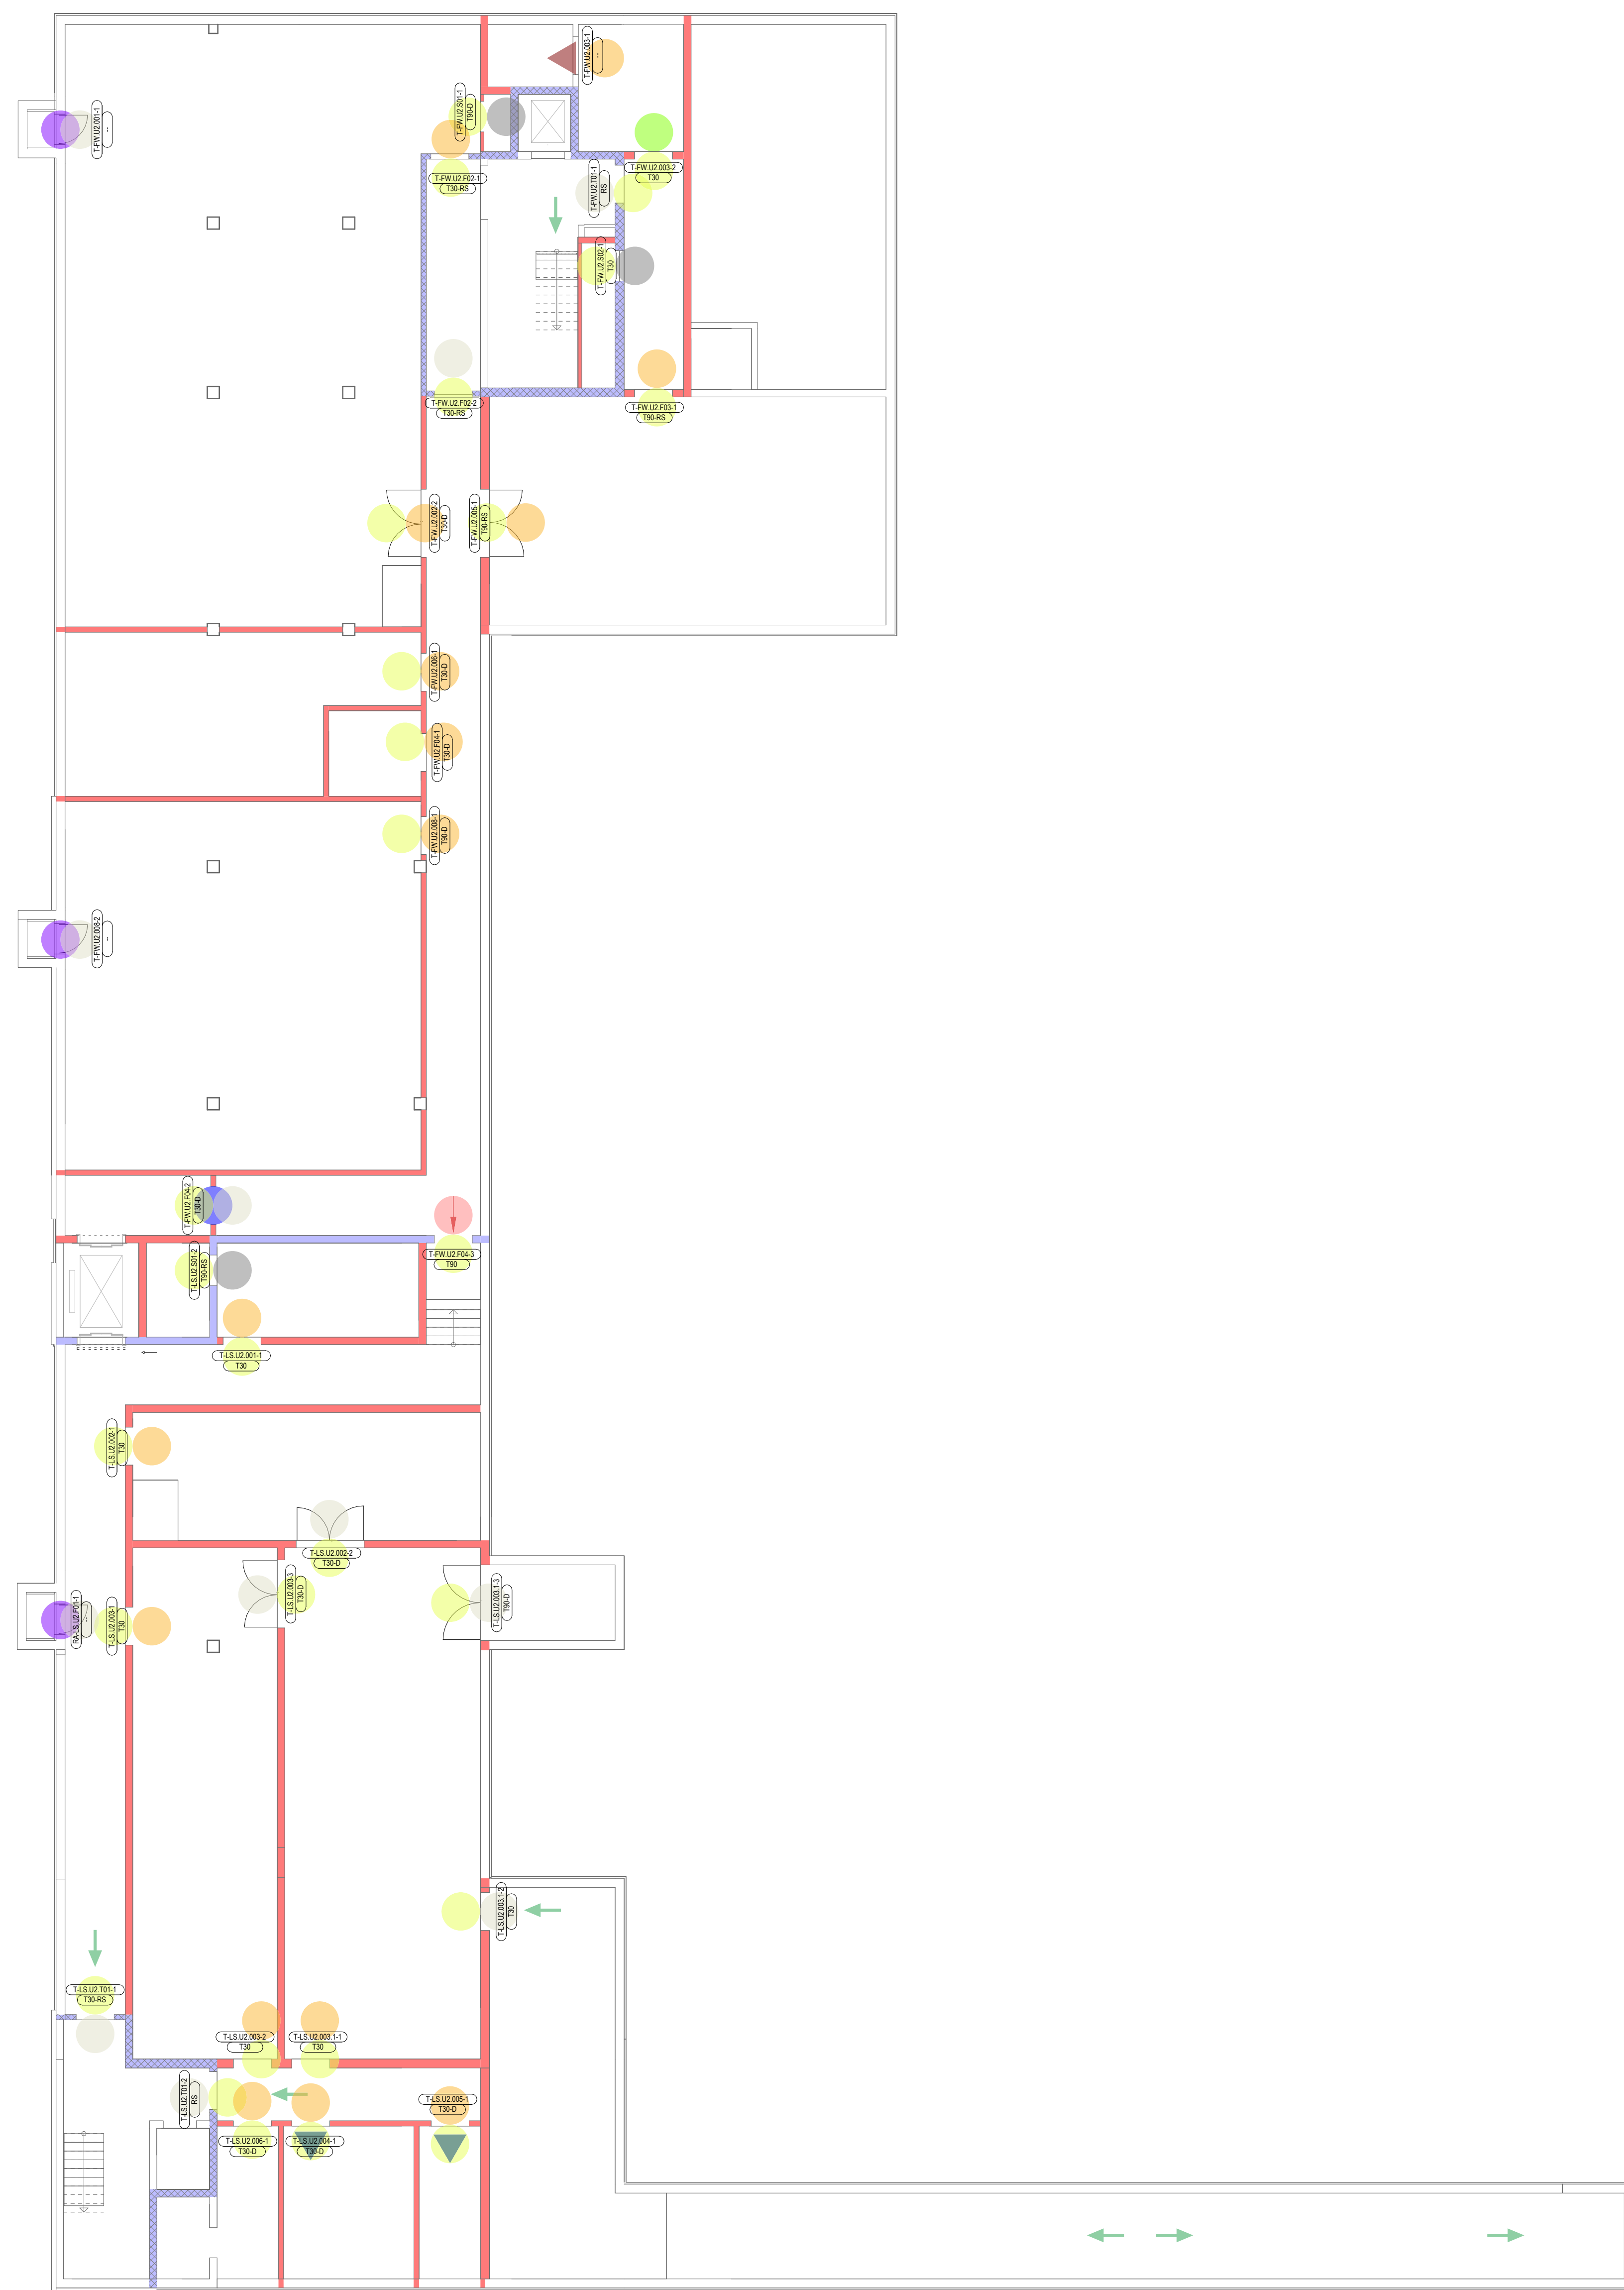 T-FW.U2.003-1
--
T-FW.U2.001-1
--
T-FW.U2.S01-1
T90-D
T-FW.U2.F02-1
T30-RS
T-FW.U2.T01-1
RS
T-FW.U2.003-2
T30
T-FW.U2.S02-1
T30
T-FW.U2.F02-2
T30-RS
T-FW.U2.F03-1
T90-RS
T-FW.U2.002-2
T30-D
T-FW.U2.005-1
T90-RS
T-FW.U2.006-1
T30-D
T-FW.U2.F04-1
T30-D
T-FW.U2.008-1
T90-D
T-FW.U2.008-2
--
T-FW.U2.F04-2
T30-D
T-FW.U2.F04-3
T90
T-LS.U2.S01-2
T90-RS
T-LS.U2.001-1
T30
T-LS.U2.002-1
T30
T-LS.U2.002-2
T30-D
T-LS.U2.003-3
T30-D
T-LS.U2.003.1-3
T90-D
RA-LS.U2.F01-1
--
T-LS.U2.003-1
T30
T-LS.U2.003.1-2
T30
T-LS.U2.T01-1
T30-RS
T-LS.U2.003-2
T30
T-LS.U2.003.1-1
T30
T-LS.U2.T01-2
RS
T-LS.U2.005-1
T30-D
T-LS.U2.006-1
T30-D
T-LS.U2.004-1
T30-D